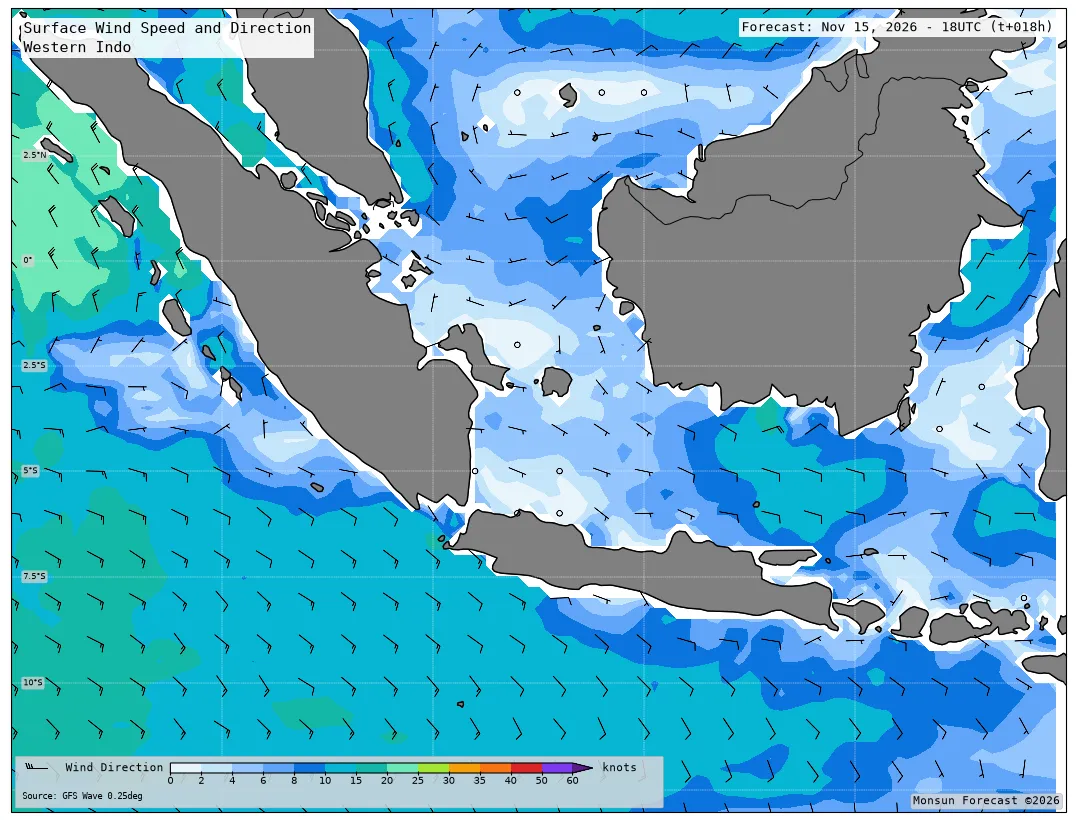 Surface Wind Speed and Direction
Western Indo
Forecast: Nov 15, 2026 - 18UTC (t+018h)
2.5°N
0°
2.5°S
5°S
7.5°S
10°S
Wind Direction
0 2 4 6 8 10 15 20 25 30 40 50 60
knots
Source: GFS Wave 0.25deg
Monsun Forecast ©2026